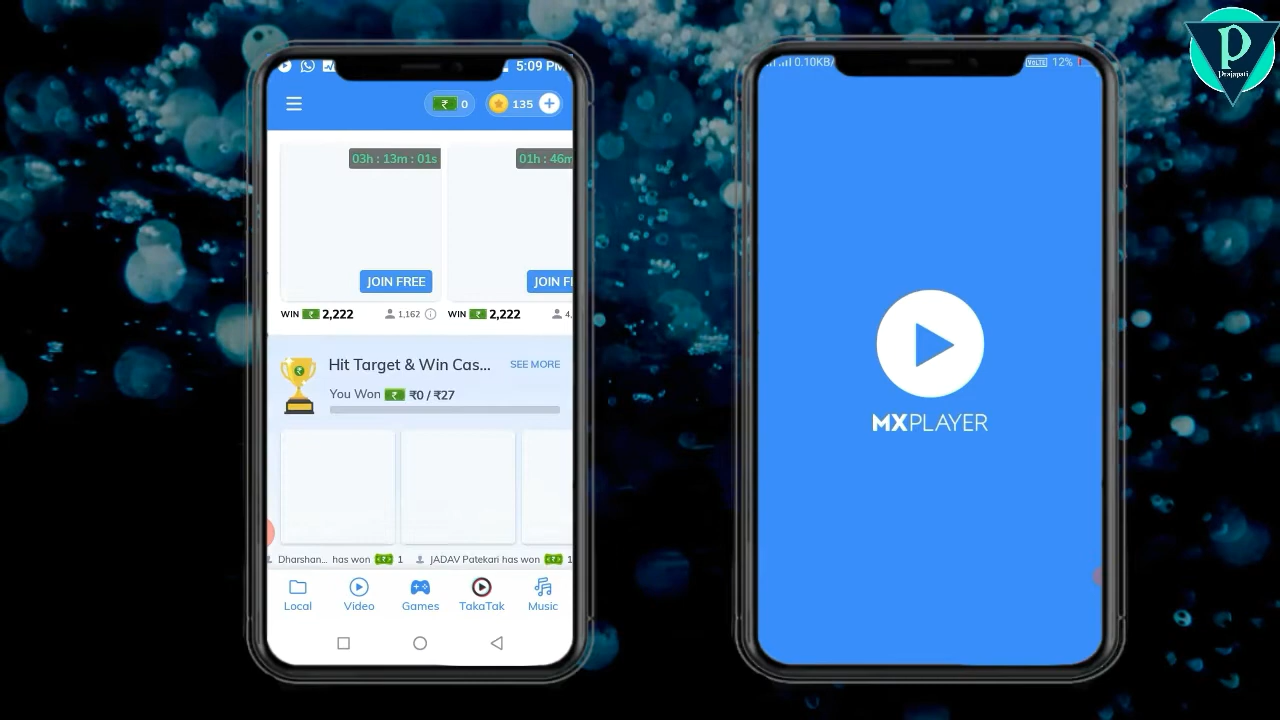 5:09 PM
0
135
03h : 13m : 01s
01h : 46m
JOIN FREE
JOIN
WIN 2,222
1,162
WIN 2,222
4,
Hit Target & Win Cas...
SEE MORE
You Won ₹0 / ₹27
Dharshan... has won 1
JADAV Patekari has won 1
Local
Video
Games
TakaTak
Music
0.10KB/
VoLTE 12%
MXPLAYER
P
Prajapati